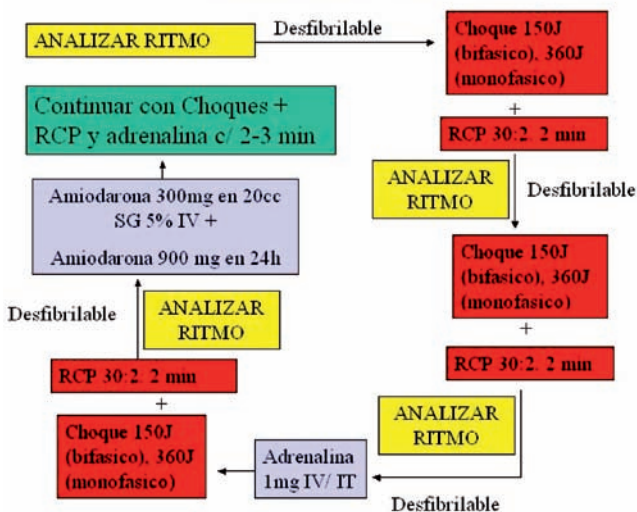 ANALIZAR RITMO
Desfibrilable
Choque 150J
(bifasico), 360J
(monofasico)
+
RCP 30:2. 2 min
ANALIZAR
RITMO
Desfibrilable
Choque 150J
(bifasico), 360J
(monofasico)
+
RCP 30:2. 2 min
ANALIZAR
RITMO
Desfibrilable
Adrenalina
1mg IV/ IT
Choque 150J
(bifasico), 360J
(monofasico)
+
RCP 30:2. 2 min
ANALIZAR
RITMO
Desfibrilable
Amiodarona 300mg en 20cc
SG 5% IV +
Amiodarona 900 mg en 24h
Continuar con Choques +
RCP y adrenalina c/ 2-3 min